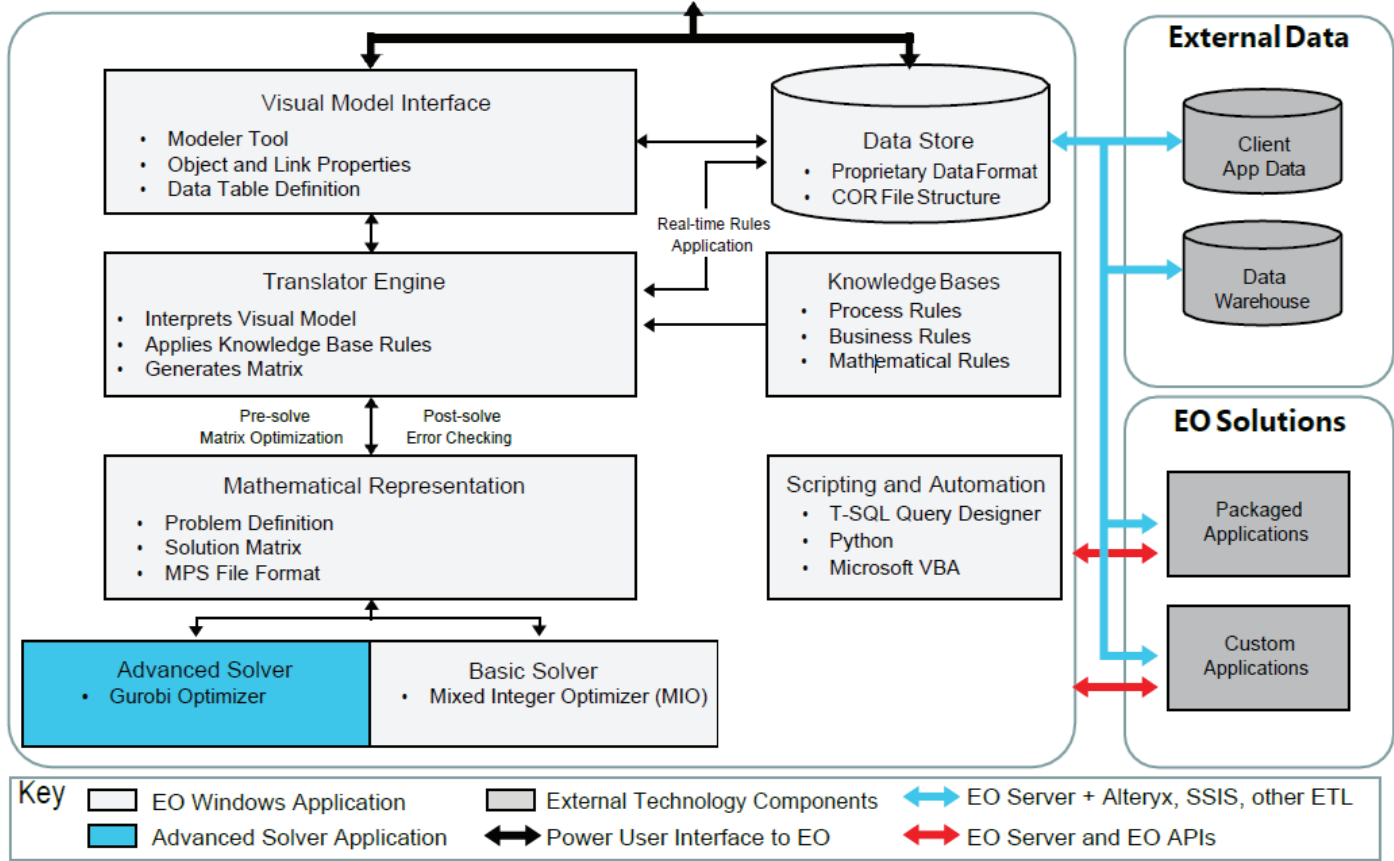 Visual Model Interface
• Modeler Tool
• Object and Link Properties
• Data Table Definition
Data Store
• Proprietary Data Format
• COR File Structure
Real-time Rules
Application
Translator Engine
• Interprets Visual Model
• Applies Knowledge Base Rules
• Generates Matrix
Knowledge Bases
• Process Rules
• Business Rules
• Mathematical Rules
Pre-solve
Matrix Optimization
Post-solve
Error Checking
Mathematical Representation
• Problem Definition
• Solution Matrix
• MPS File Format
Scripting and Automation
• T-SQL Query Designer
• Python
• Microsoft VBA
Advanced Solver
• Gurobi Optimizer
Basic Solver
• Mixed Integer Optimizer (MIO)
External Data
Client
App Data
Data
Warehouse
EO Solutions
Packaged
Applications
Custom
Applications
Key
EO Windows Application
External Technology Components
EO Server + Alteryx, SSIS, other ETL
Advanced Solver Application
Power User Interface to EO
EO Server and EO APIs